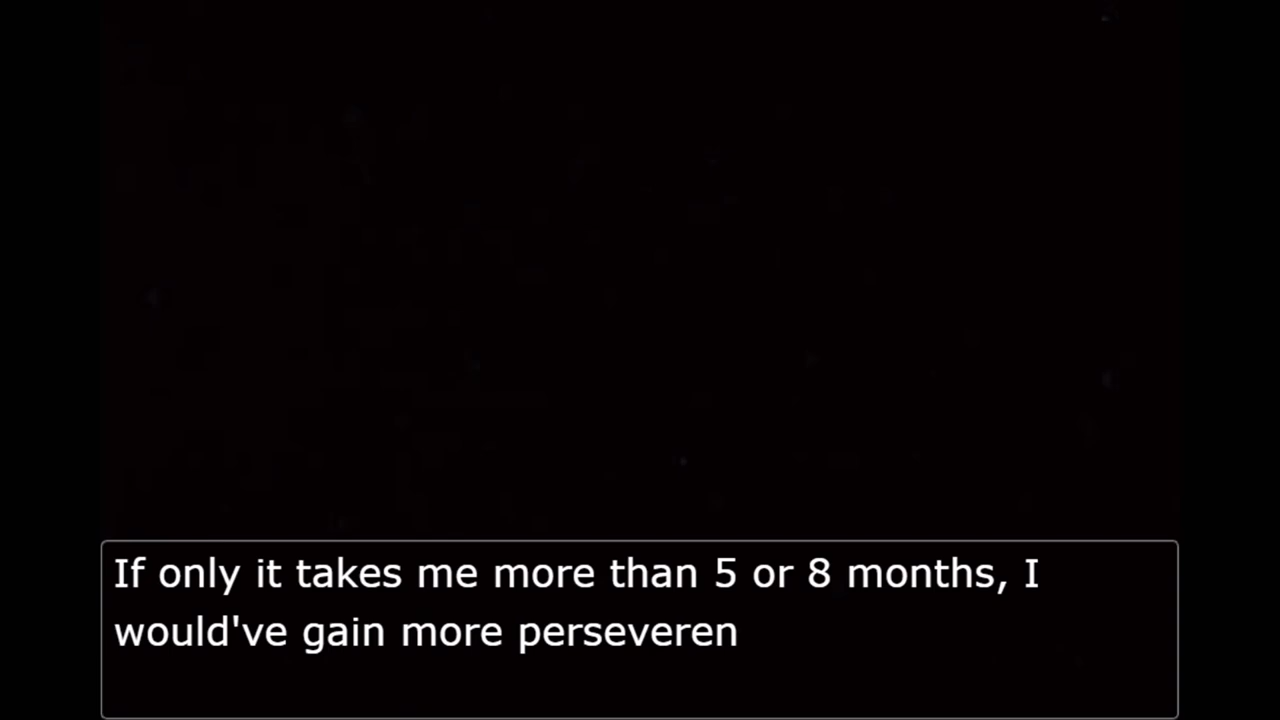 If only it takes me more than 5 or 8 months, I
would've gain more perseveren